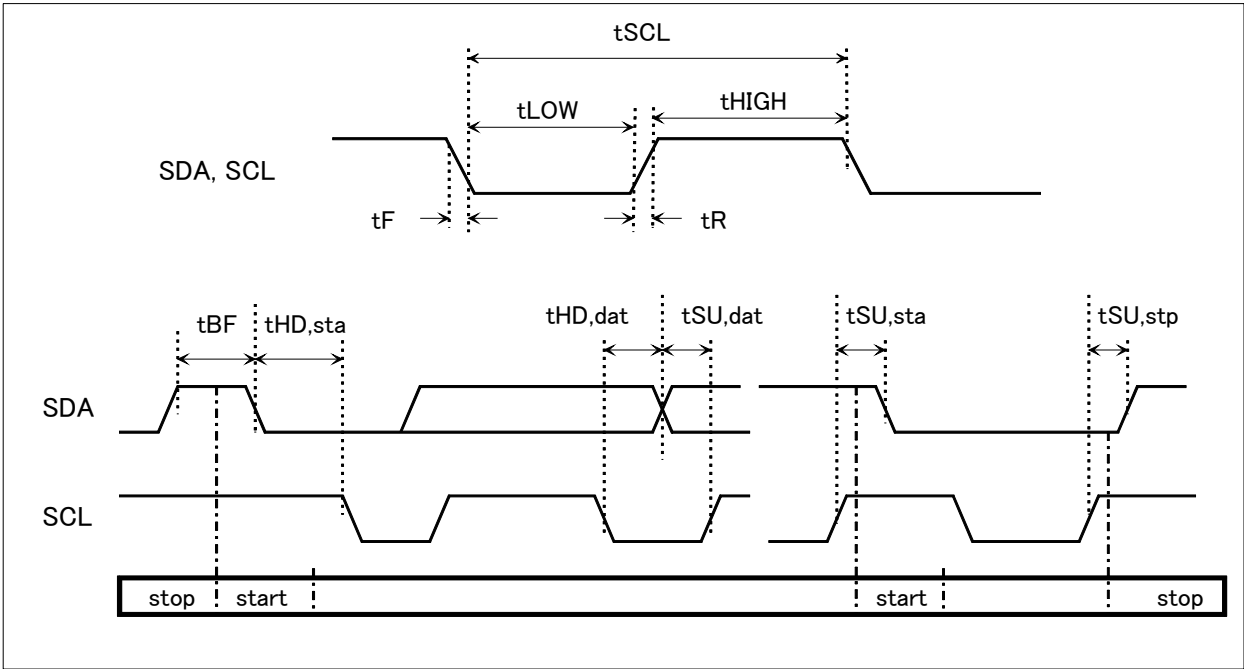 tSCL
tLOW tHIGH
SDA, SCL
tF tR
tBF tHD,sta tHD,dat tSU,dat tSU,sta tSU,stp
SDA
SCL
stop start start stop